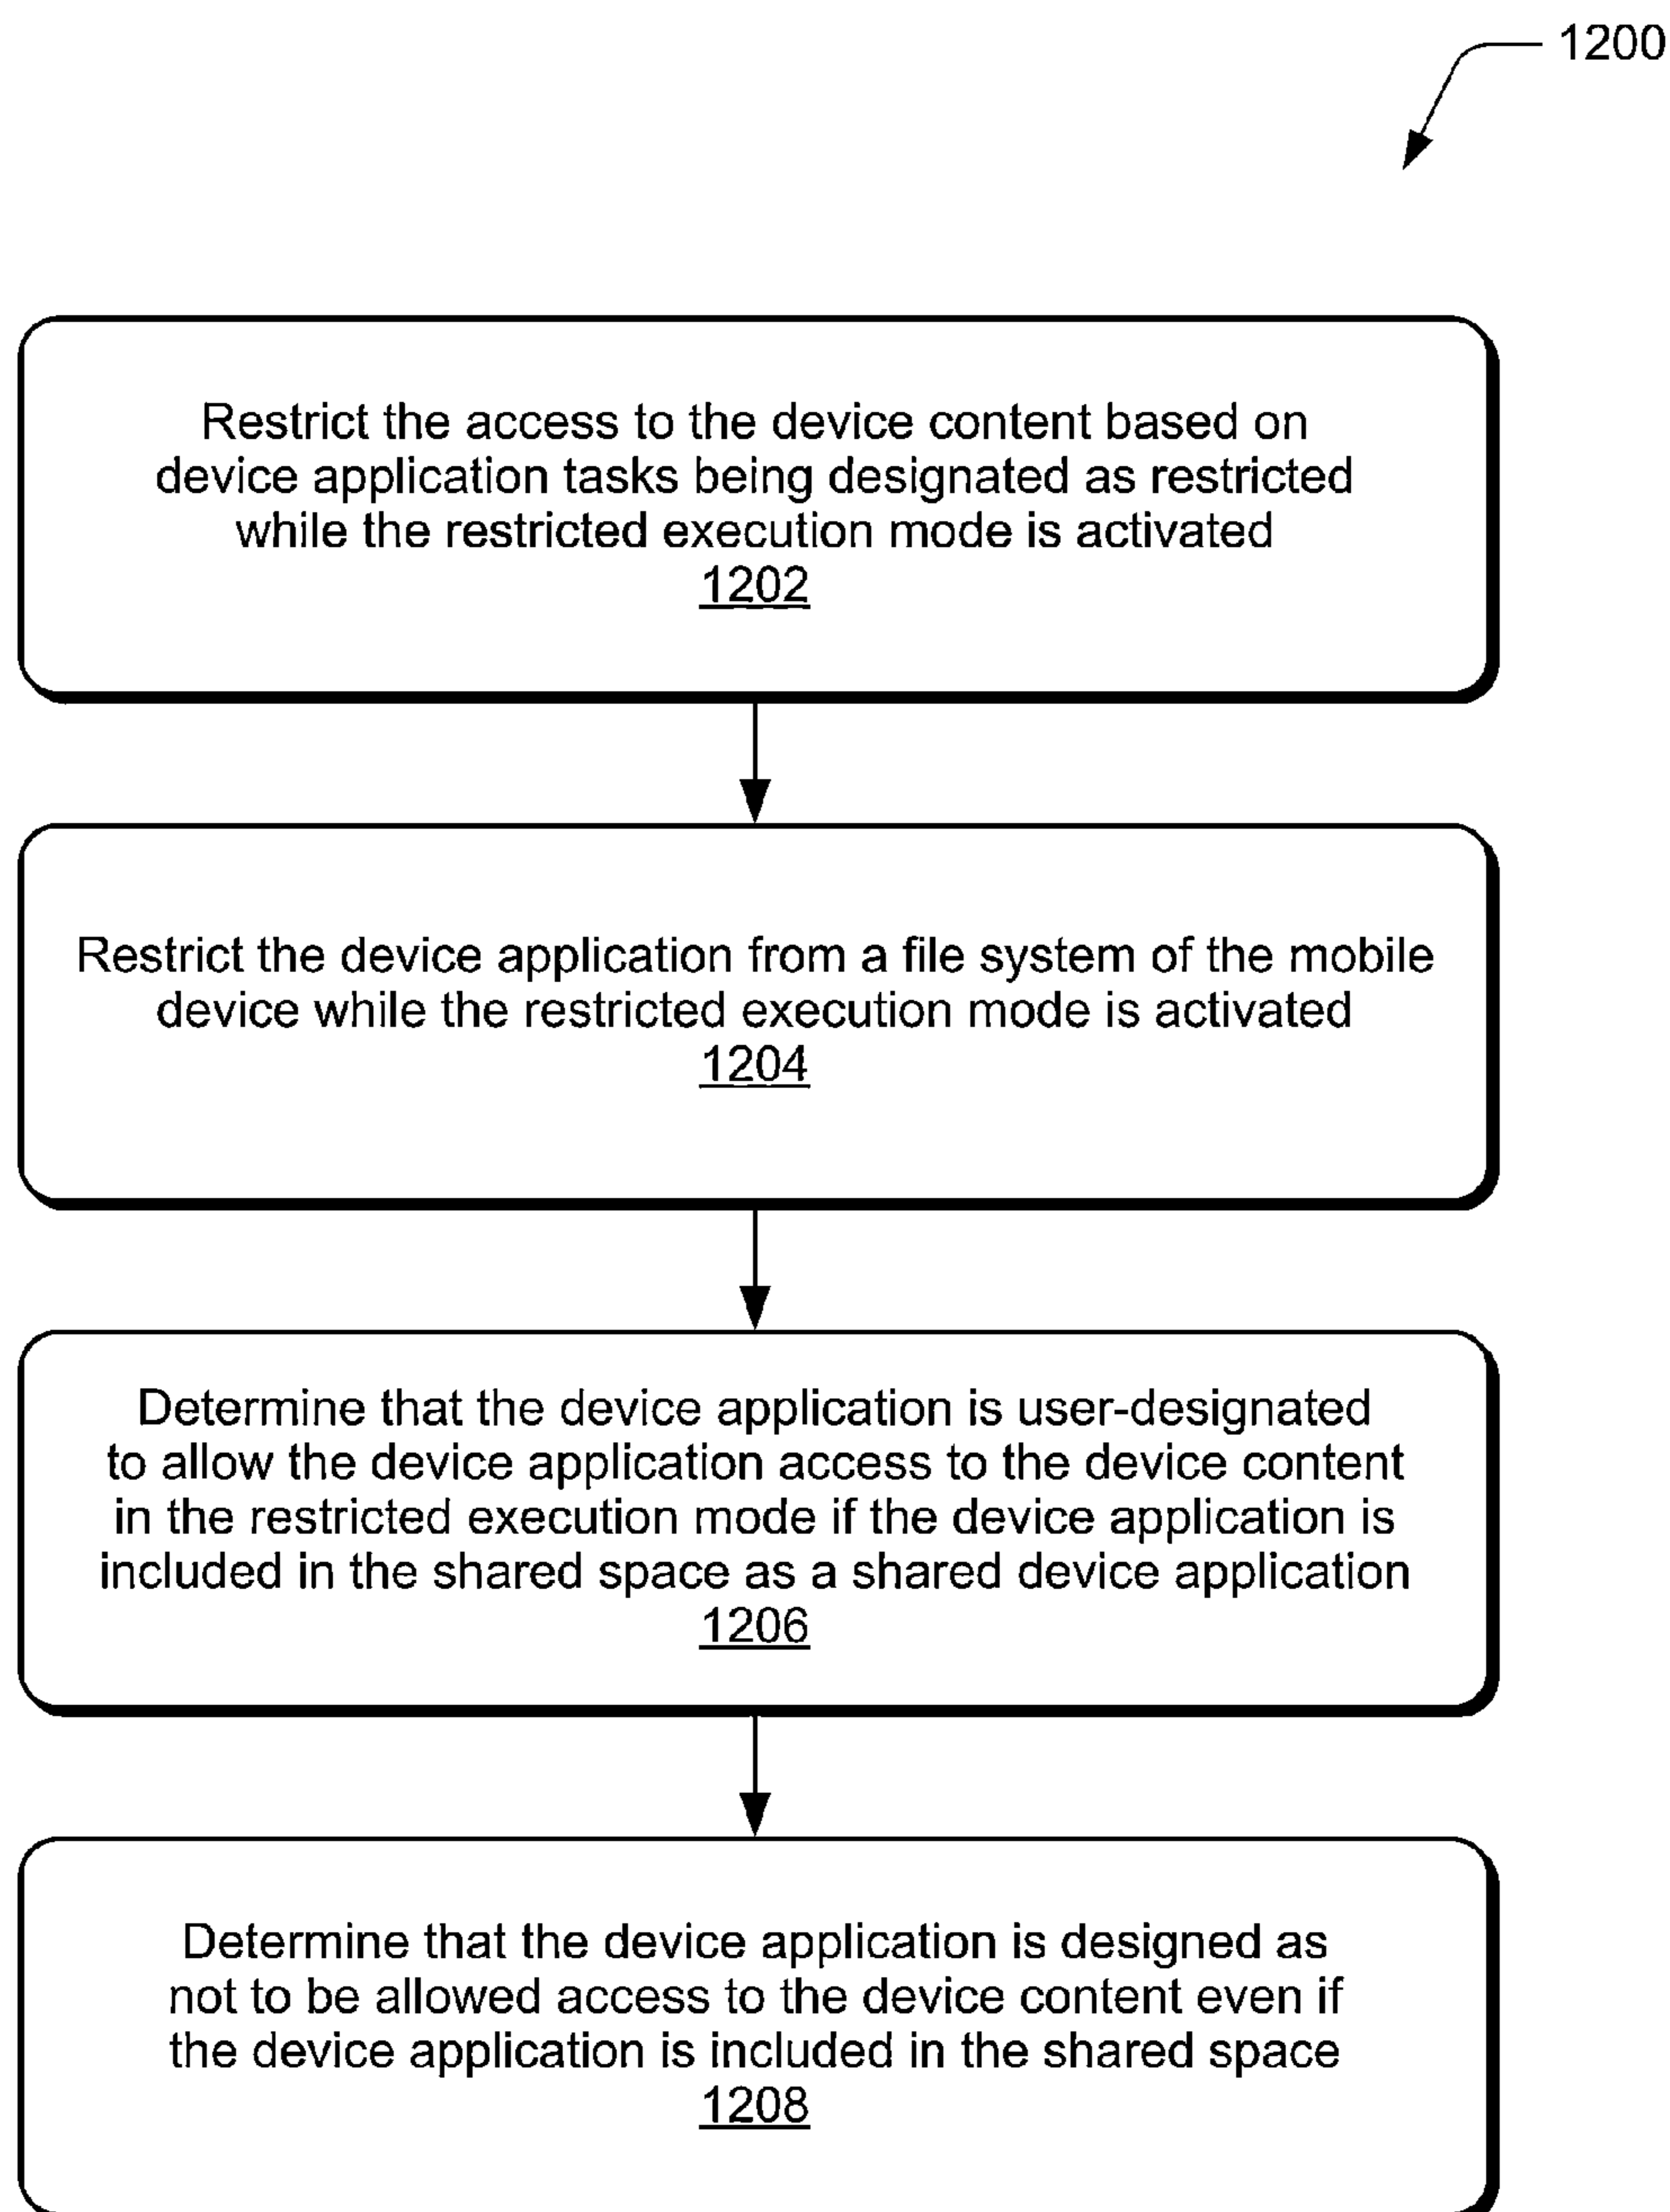 1200
Restrict the access to the device content based on
device application tasks being designated as restricted
while the restricted execution mode is activated
1202
Restrict the device application from a file system of the mobile
device while the restricted execution mode is activated
1204
Determine that the device application is user-designated
to allow the device application access to the device content
in the restricted execution mode if the device application is
included in the shared space as a shared device application
1206
Determine that the device application is designed as
not to be allowed access to the device content even if
the device application is included in the shared space
1208